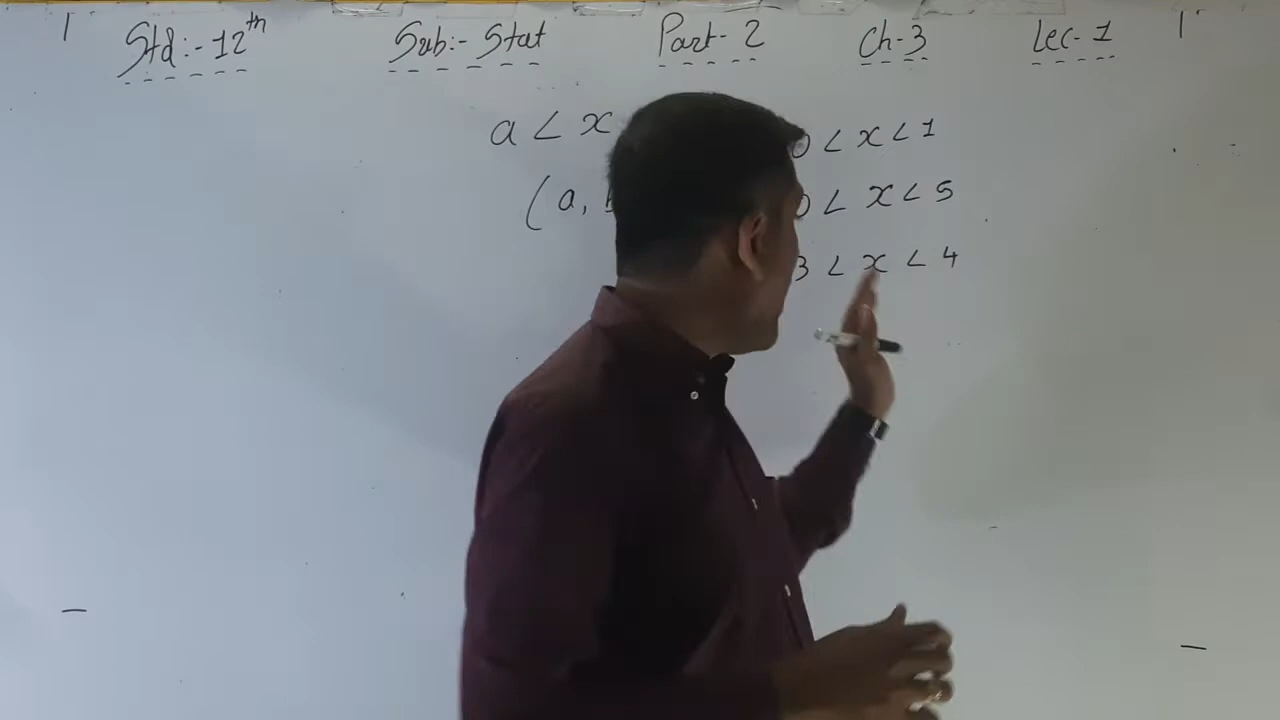 Std:-12th Sub:- Stat Part-2 Ch-3 Lec-1
a < x 0 < x < 1
(a, 0 < x < 5
3 < x < 4